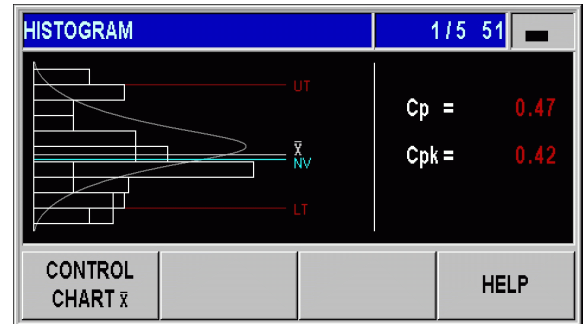 HISTOGRAM 1/5 51
UT
Cp = 0.47
x̄
NV
Cpk = 0.42
LT
CONTROL
CHART x̄
HELP